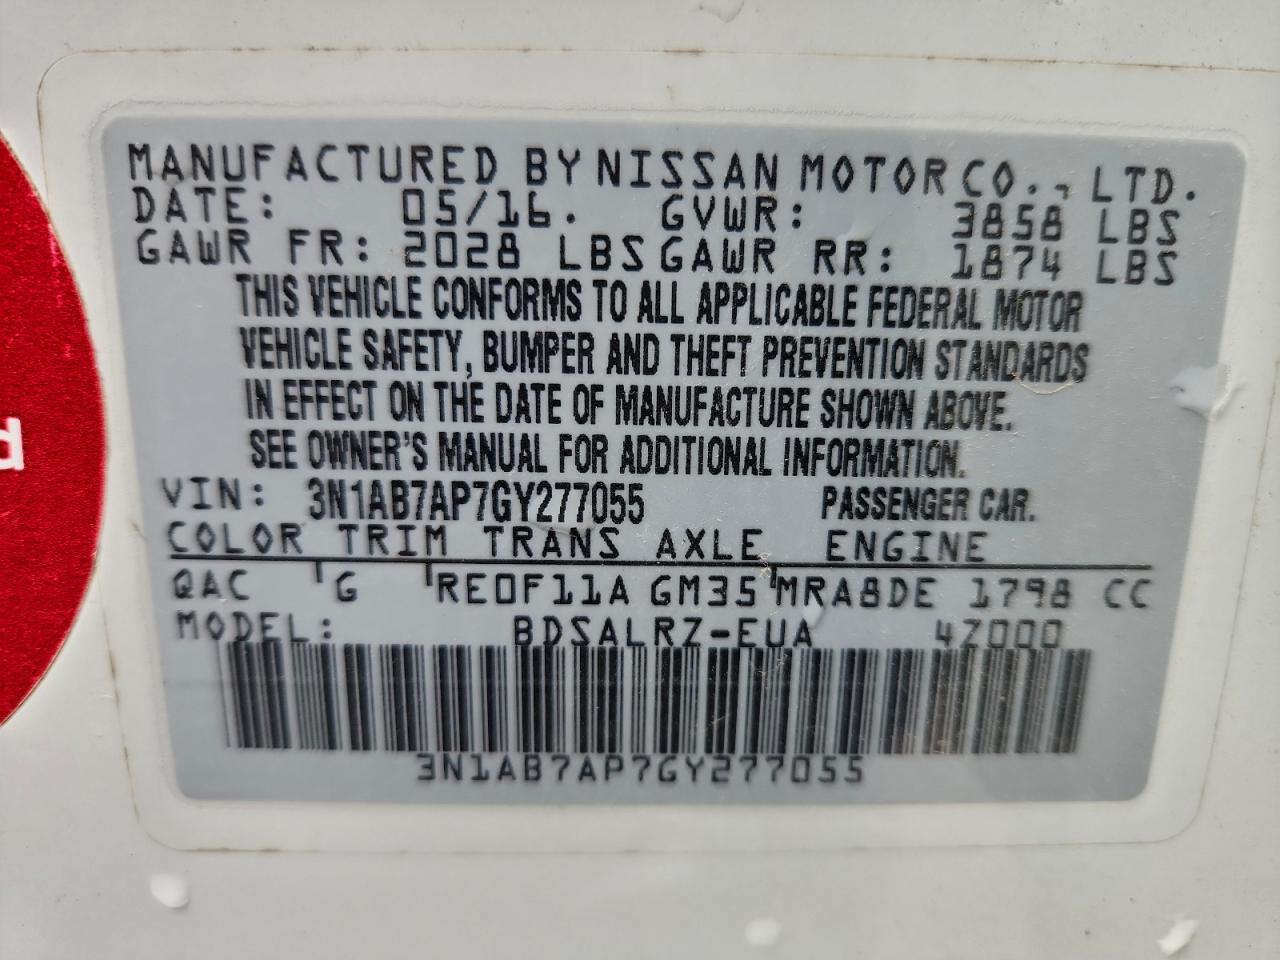 MANUFACTURED BY NISSAN MOTOR CO., LTD.
DATE: 05/16. GVWR: 3858 LBS
GAWR FR: 2028 LBS GAWR RR: 1874 LBS
THIS VEHICLE CONFORMS TO ALL APPLICABLE FEDERAL MOTOR
VEHICLE SAFETY, BUMPER AND THEFT PREVENTION STANDARDS
IN EFFECT ON THE DATE OF MANUFACTURE SHOWN ABOVE.
SEE OWNER'S MANUAL FOR ADDITIONAL INFORMATION.
VIN: 3N1AB7AP7GY277055 PASSENGER CAR.
COLOR TRIM TRANS AXLE ENGINE
QAC G RE0F11A GM35 MRA8DE 1798 CC
MODEL: BDSALRZ-EUA 4Z000
3N1AB7AP7GY277055